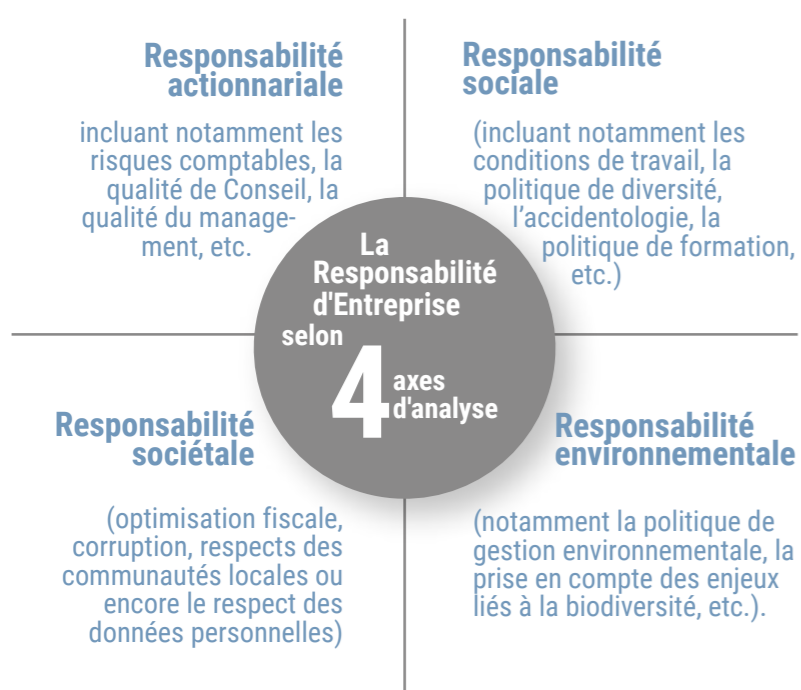 Responsabilité
actionnariale
incluant notamment les
risques comptables, la
qualité de Conseil, la
qualité du manage-
ment, etc.
Responsabilité
sociale
(incluant notamment les
conditions de travail, la
politique de diversité,
l'accidentologie, la
politique de formation,
etc.)
La
Responsabilité
d'Entreprise
selon
4 axes
d'analyse
Responsabilité
sociétale
(optimisation fiscale,
corruption, respects des
communautés locales ou
encore le respect des
données personnelles)
Responsabilité
environnementale
(notamment la politique de
gestion environnementale, la
prise en compte des enjeux
liés à la biodiversité, etc.).